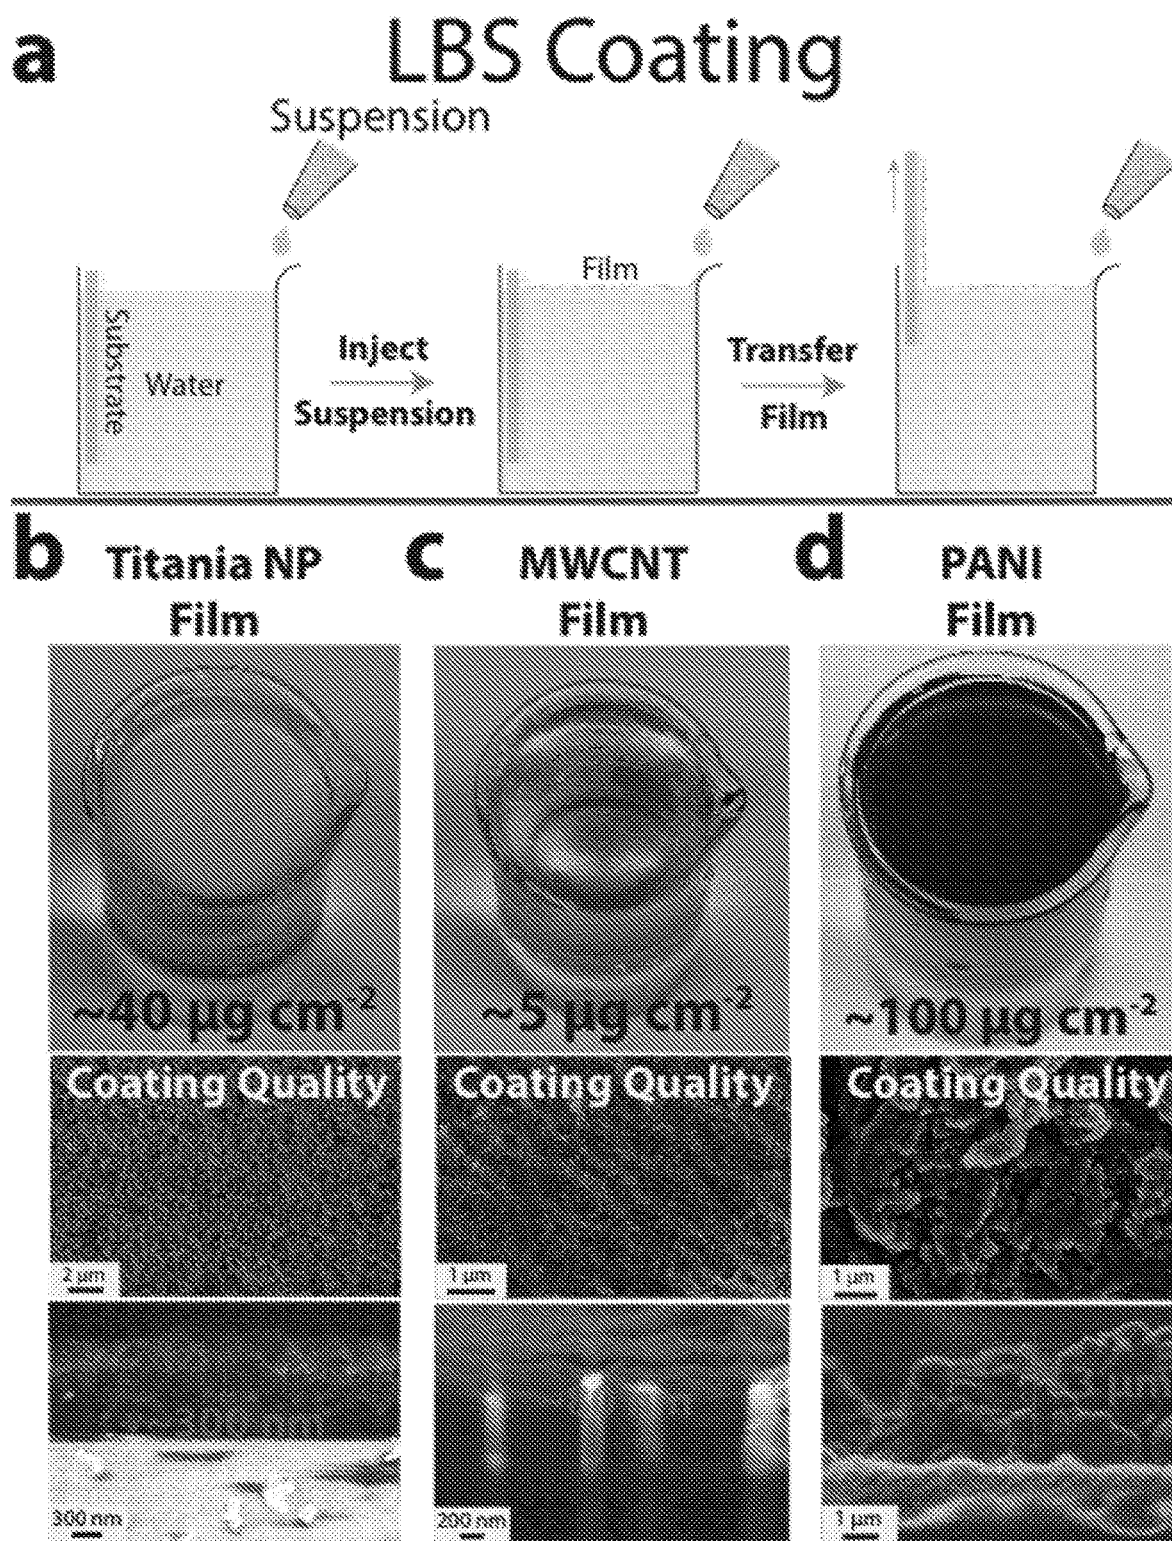 a
LBS Coating
Suspension
Film
Substrate
Water
Inject
Suspension
Transfer
Film
b
Titania NP
Film
c
MWCNT
Film
d
PANI
Film
~40 µg cm⁻²
~5 µg cm⁻²
~100 µg cm⁻²
Coating Quality
Coating Quality
Coating Quality
2 µm
1 µm
1 µm
300 nm
200 nm
1 µm